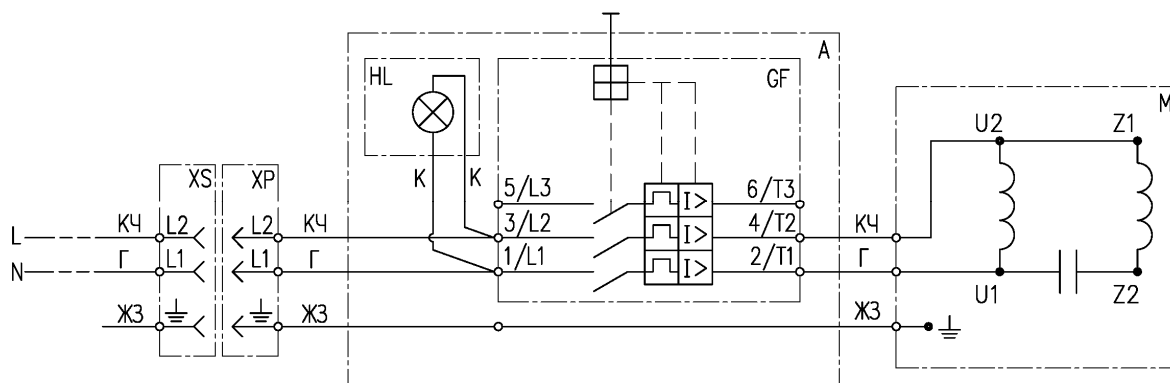 A
HL
GF
M
U2 Z1
XS XP
К К
5/L3 6/T3
L КЧ L2 L2 КЧ 3/L2 I> 4/T2 КЧ
N Г L1 L1 Г 1/L1 I> 2/T1 Г
I>
U1 Z2
ЖЗ ЖЗ ЖЗ